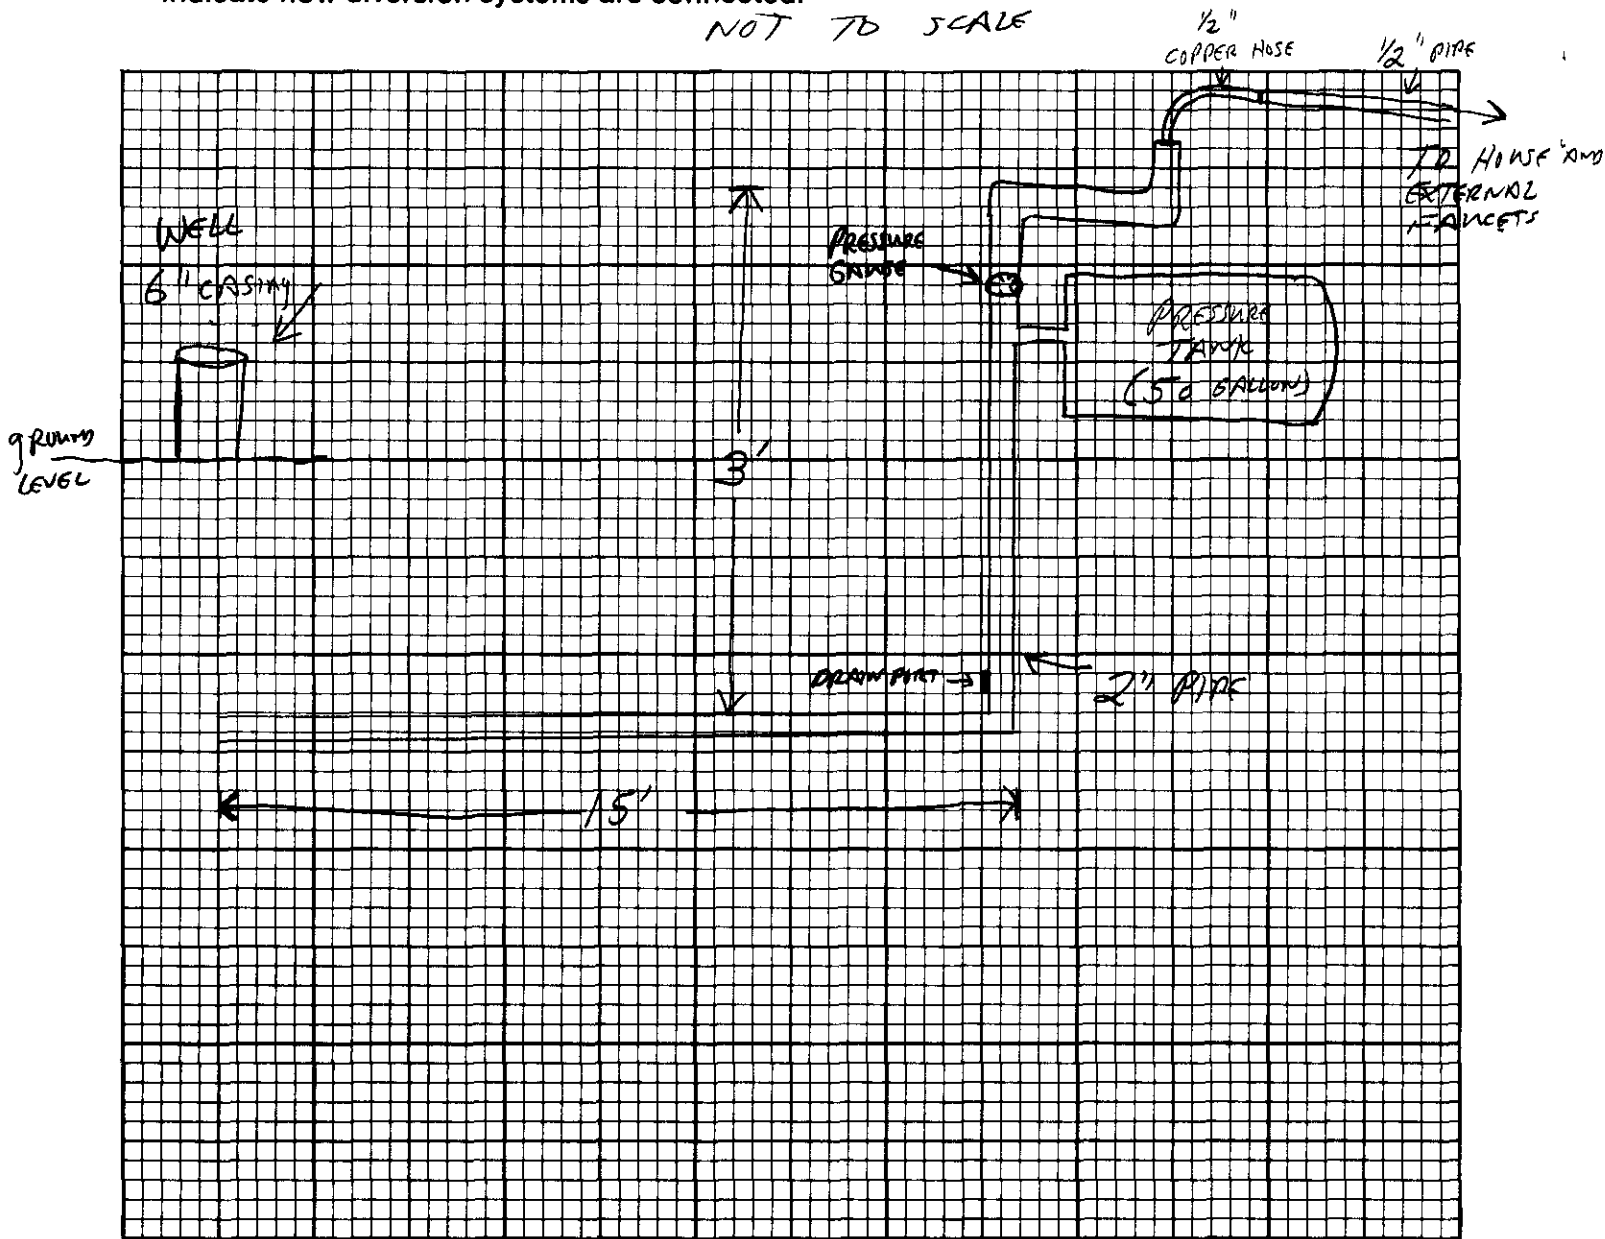 indicate how diversion systems are connected.
NOT TO SCALE
1/2"
COPPER HOSE
1/2" PIPE
TO HOUSE AND
EXTERNAL
FAUCETS
WELL
6" CASING
PRESSURE
GAUGE
PRESSURE
TANK
(50 GALLON)
gROUND
LEVEL
3'
DRAIN PORT
2" PIPE
15'